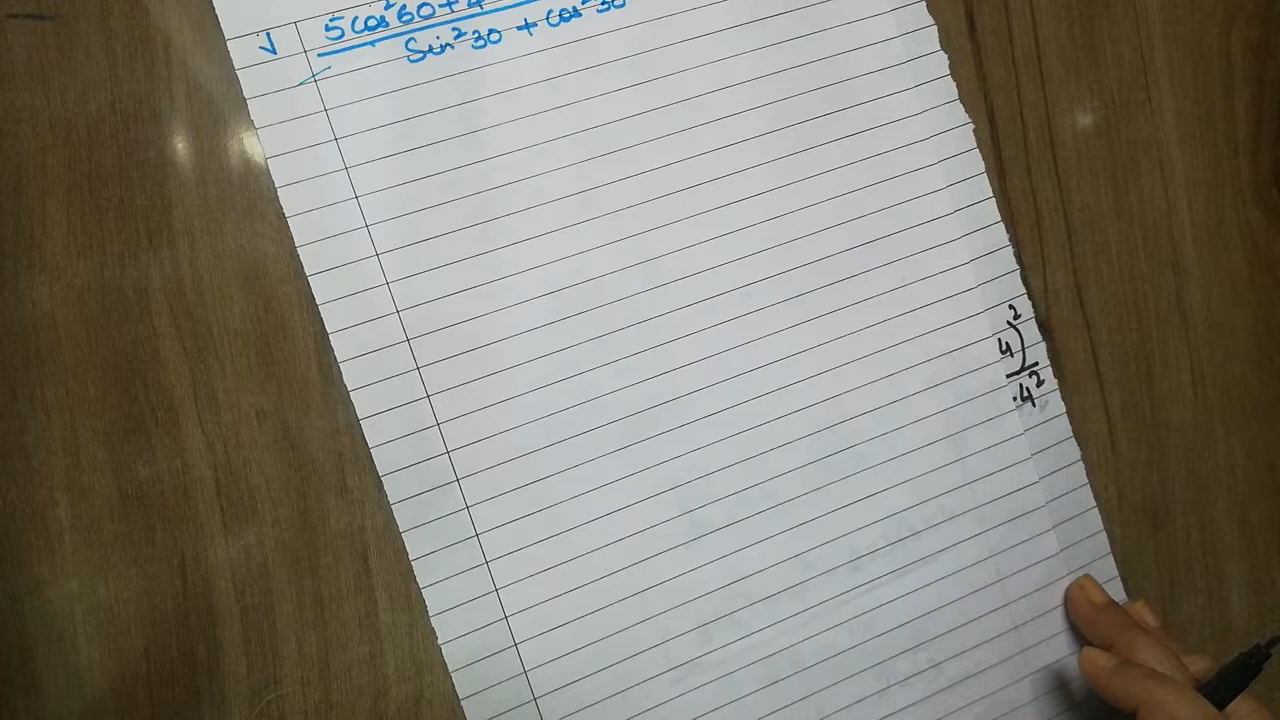 √ 5cos²60+4
Sin²30 + cos²30
4)²
.4²